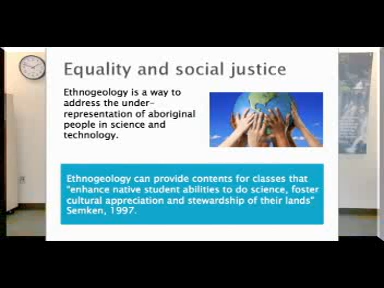 Equality and social justice
Ethnogeology is a way to
address the under-
representation of aboriginal
people in science and
technology.
Ethnogeology can provide contents for classes that
"enhance native student abilities to do science, foster
cultural appreciation and stewardship of their lands"
Semken, 1997.